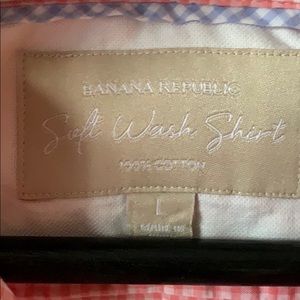 BANANA REPUBLIC
Soft Wash Shirt
100% COTTON
L